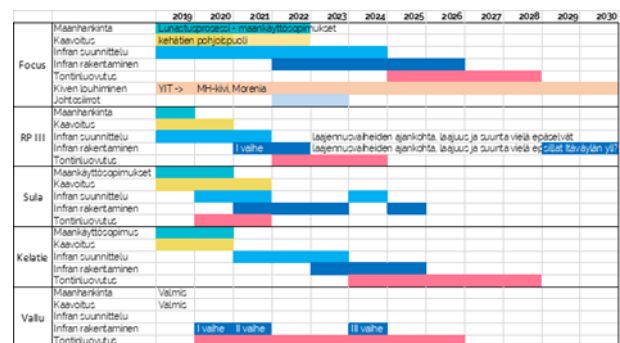 2019 2020 2021 2022 2023 2024 2025 2026 2027 2028 2029 2030
Focus
Maanhankinta Lunastusprosessi + maankäyttösopimukset
Kaavoitus kehätien pohjoispuoli
Infran suunnittelu
Infran rakentaminen
Tontinluovutus
Kiven louhiminen YIT -> MH-kivi, Morenia
Johtosiirrot
RP III
Maanhankinta
Kaavoitus
Infran suunnittelu laajennusvaiheiden ajankohta, laajuus ja suunta vielä epäselvät
Infran rakentaminen I vaihe laajennusvaiheiden ajankohta, laajuus ja suunta vielä ep sillat Itäväylän yli?
Tontinluovutus
Sula
Maankäyttösopimukset
Kaavoitus
Infran suunnittelu
Infran rakentaminen
Tontinluovutus
Kelatie
Maankäyttösopimus
Kaavoitus
Infran suunnittelu
Infran rakentaminen
Tontinluovutus
Vallu
Maanhankinta Valmis
Kaavoitus Valmis
Infran suunnittelu
Infran rakentaminen I vaihe II vaihe III vaihe
Tontinluovutus